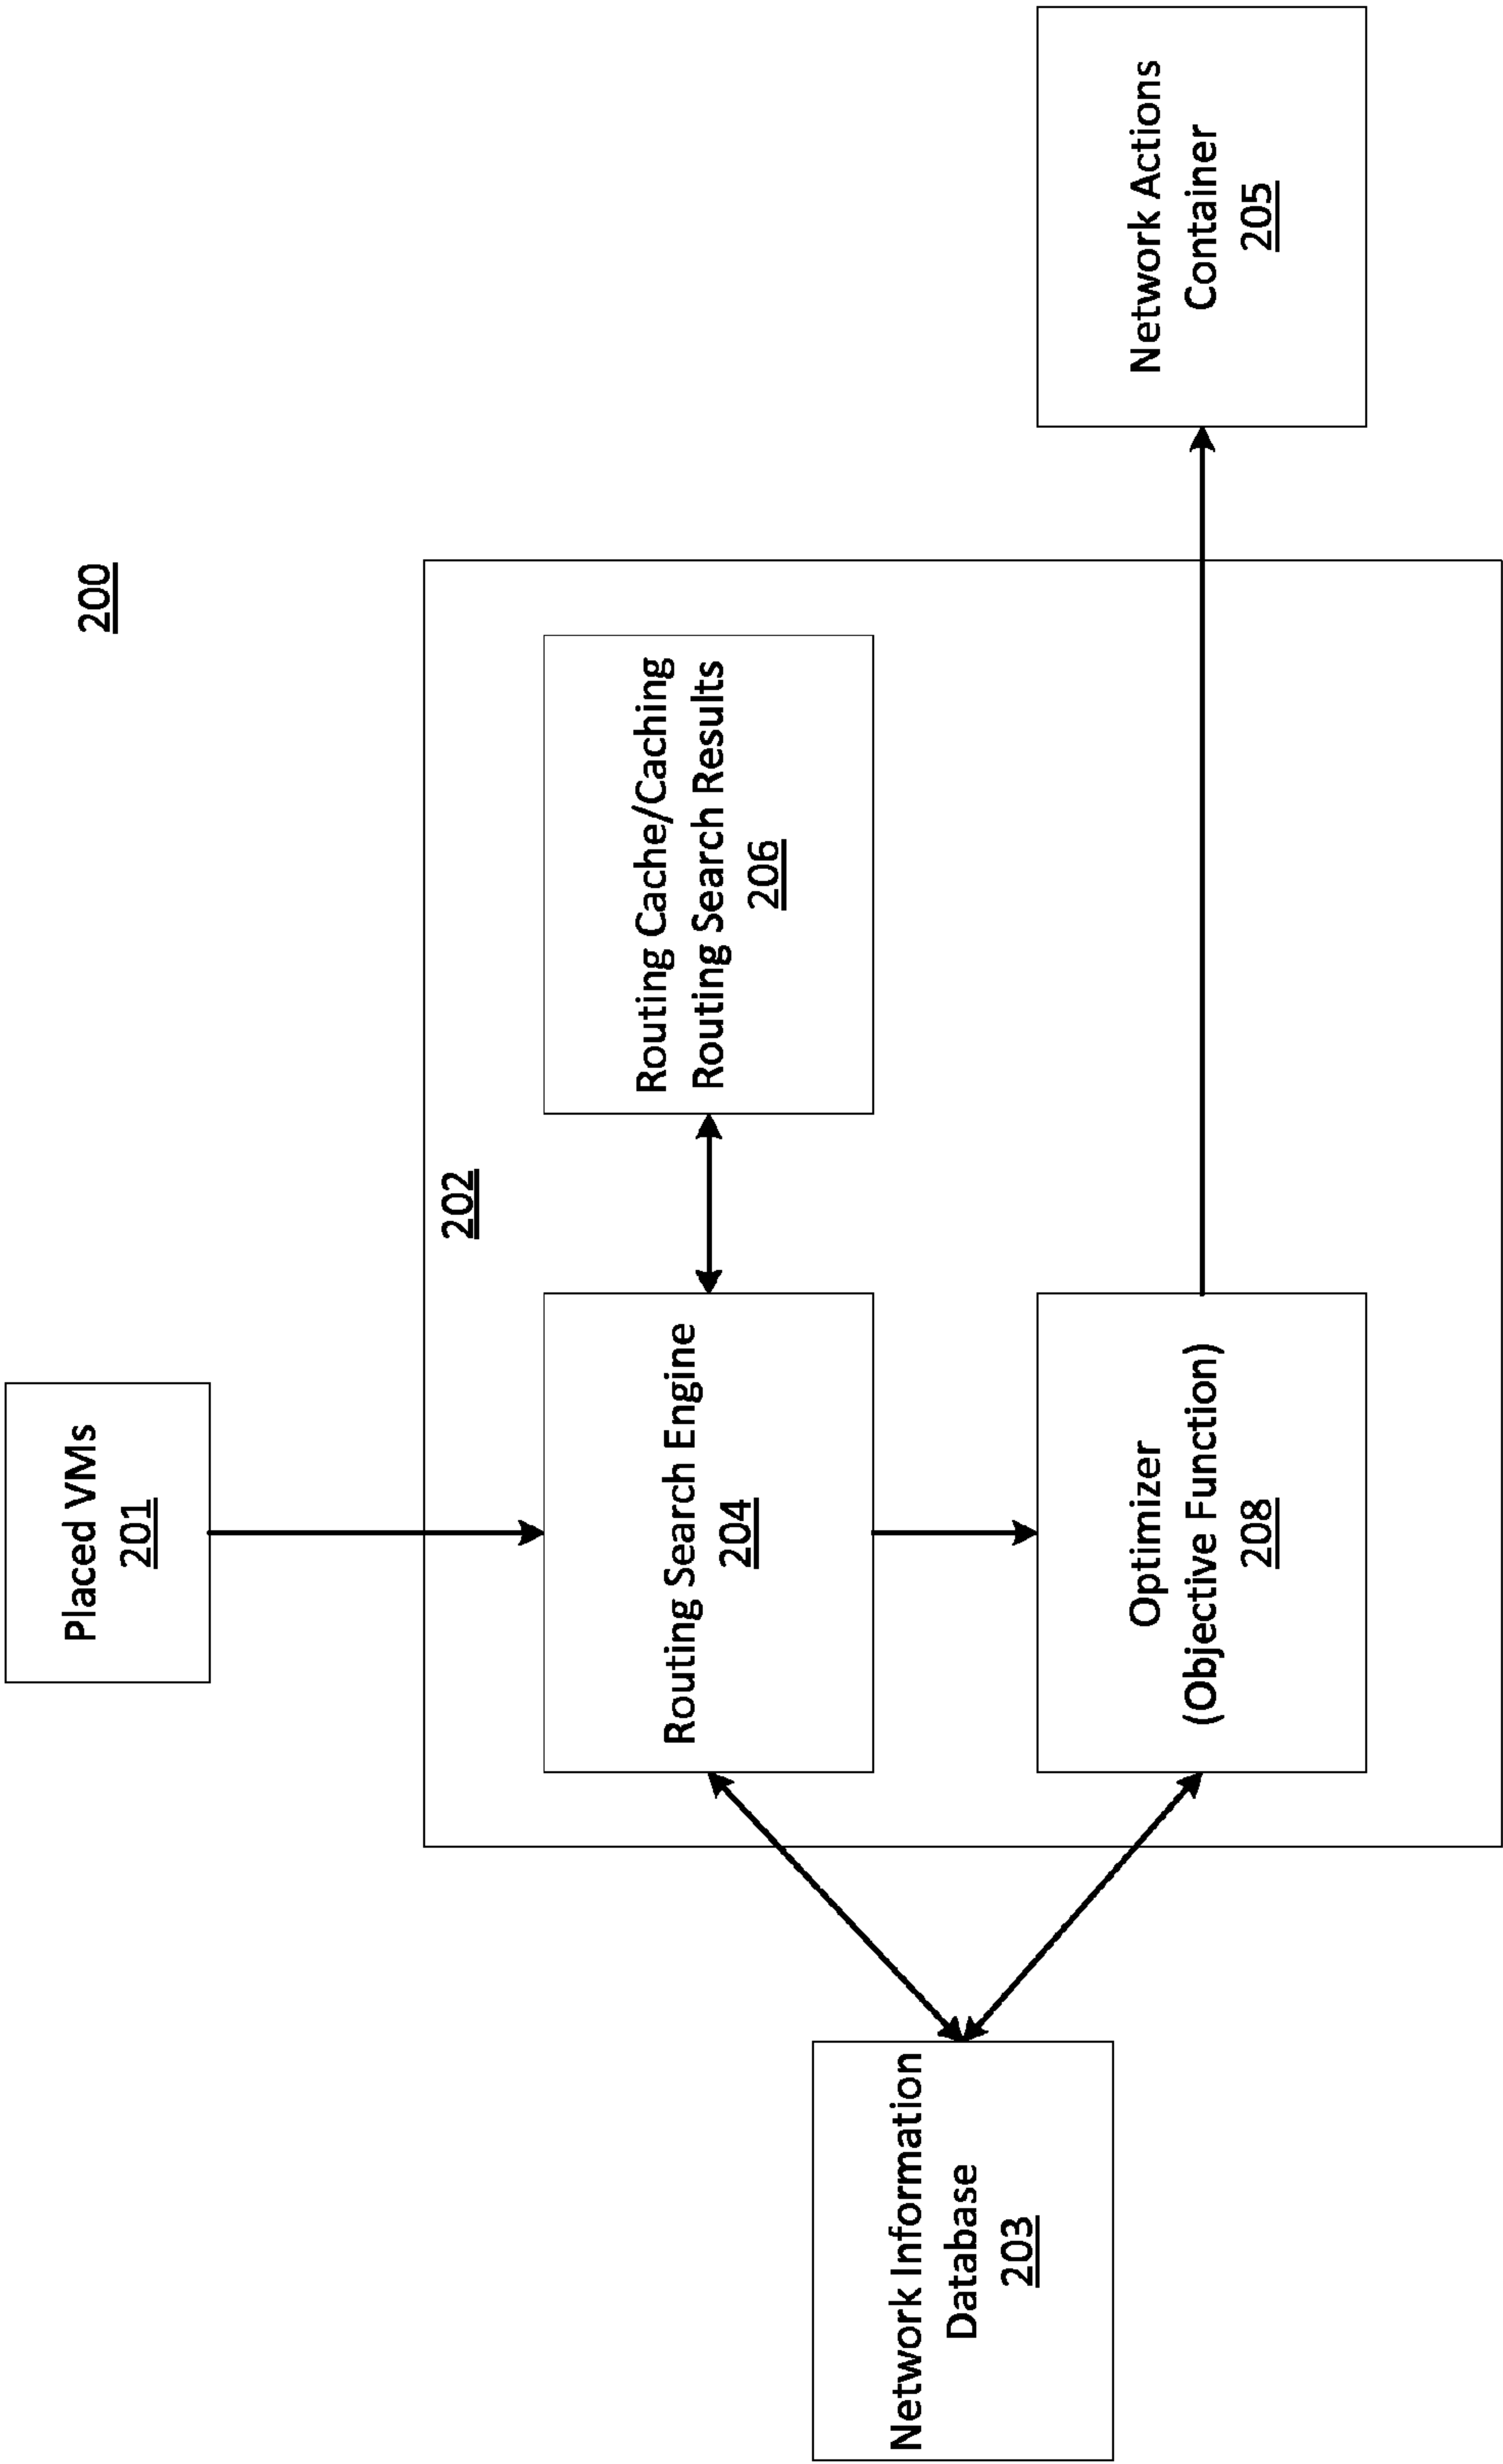 200
Placed VMs
201
202
Routing Search Engine
204
Routing Cache/Caching
Routing Search Results
206
Network Information
Database
203
Optimizer
(Objective Function)
208
Network Actions
Container
205